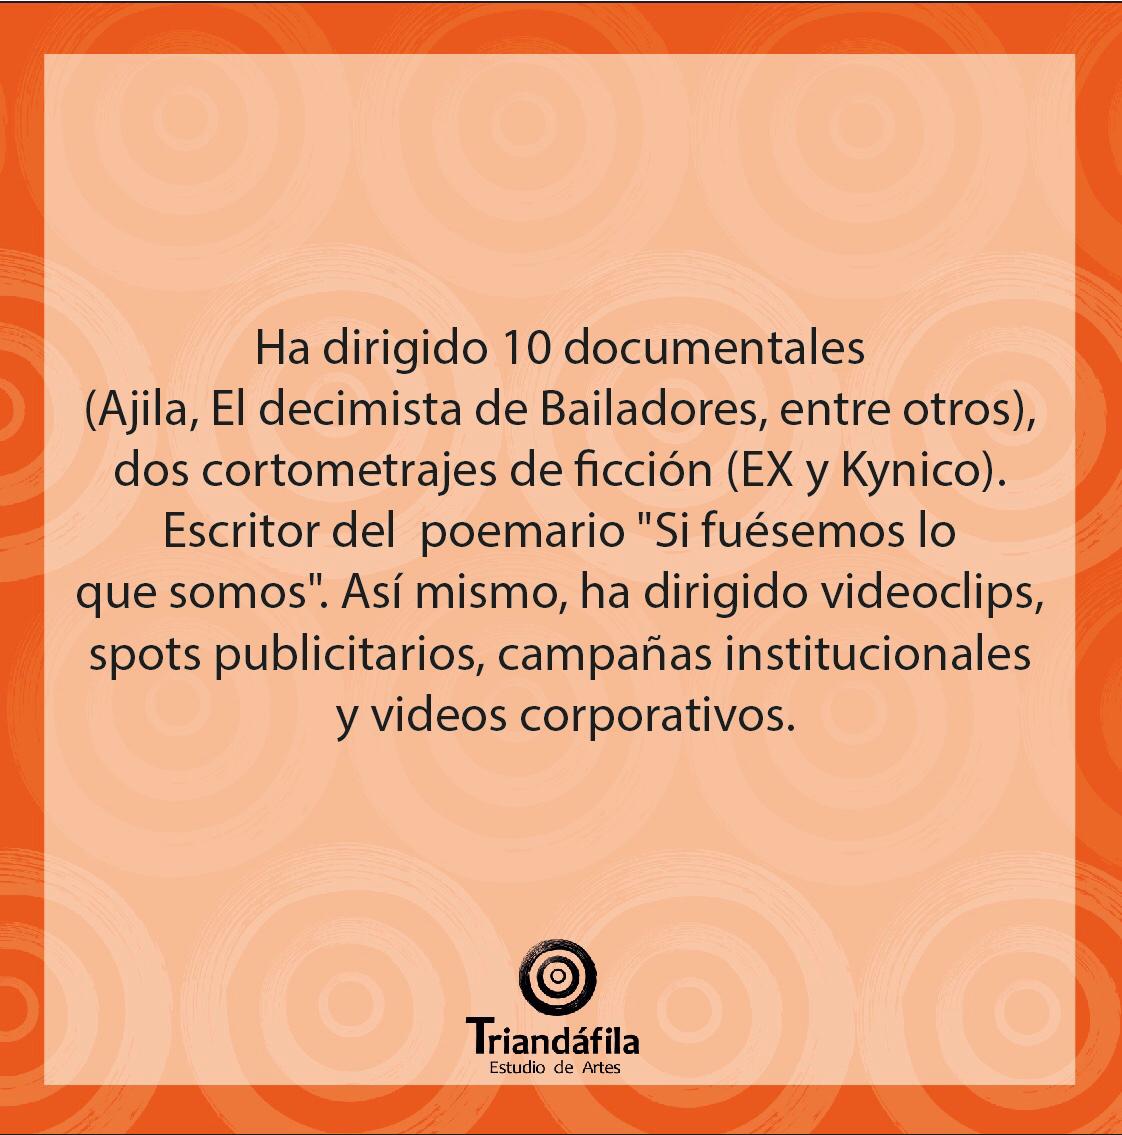 Ha dirigido 10 documentales
(Ajila, El decimista de Bailadores, entre otros),
dos cortometrajes de ficción (EX y Kynico).
Escritor del  poemario "Si fuésemos lo
que somos". Así mismo, ha dirigido videoclips,
spots publicitarios, campañas institucionales
y videos corporativos.
Triandáfila
Estudio de Artes